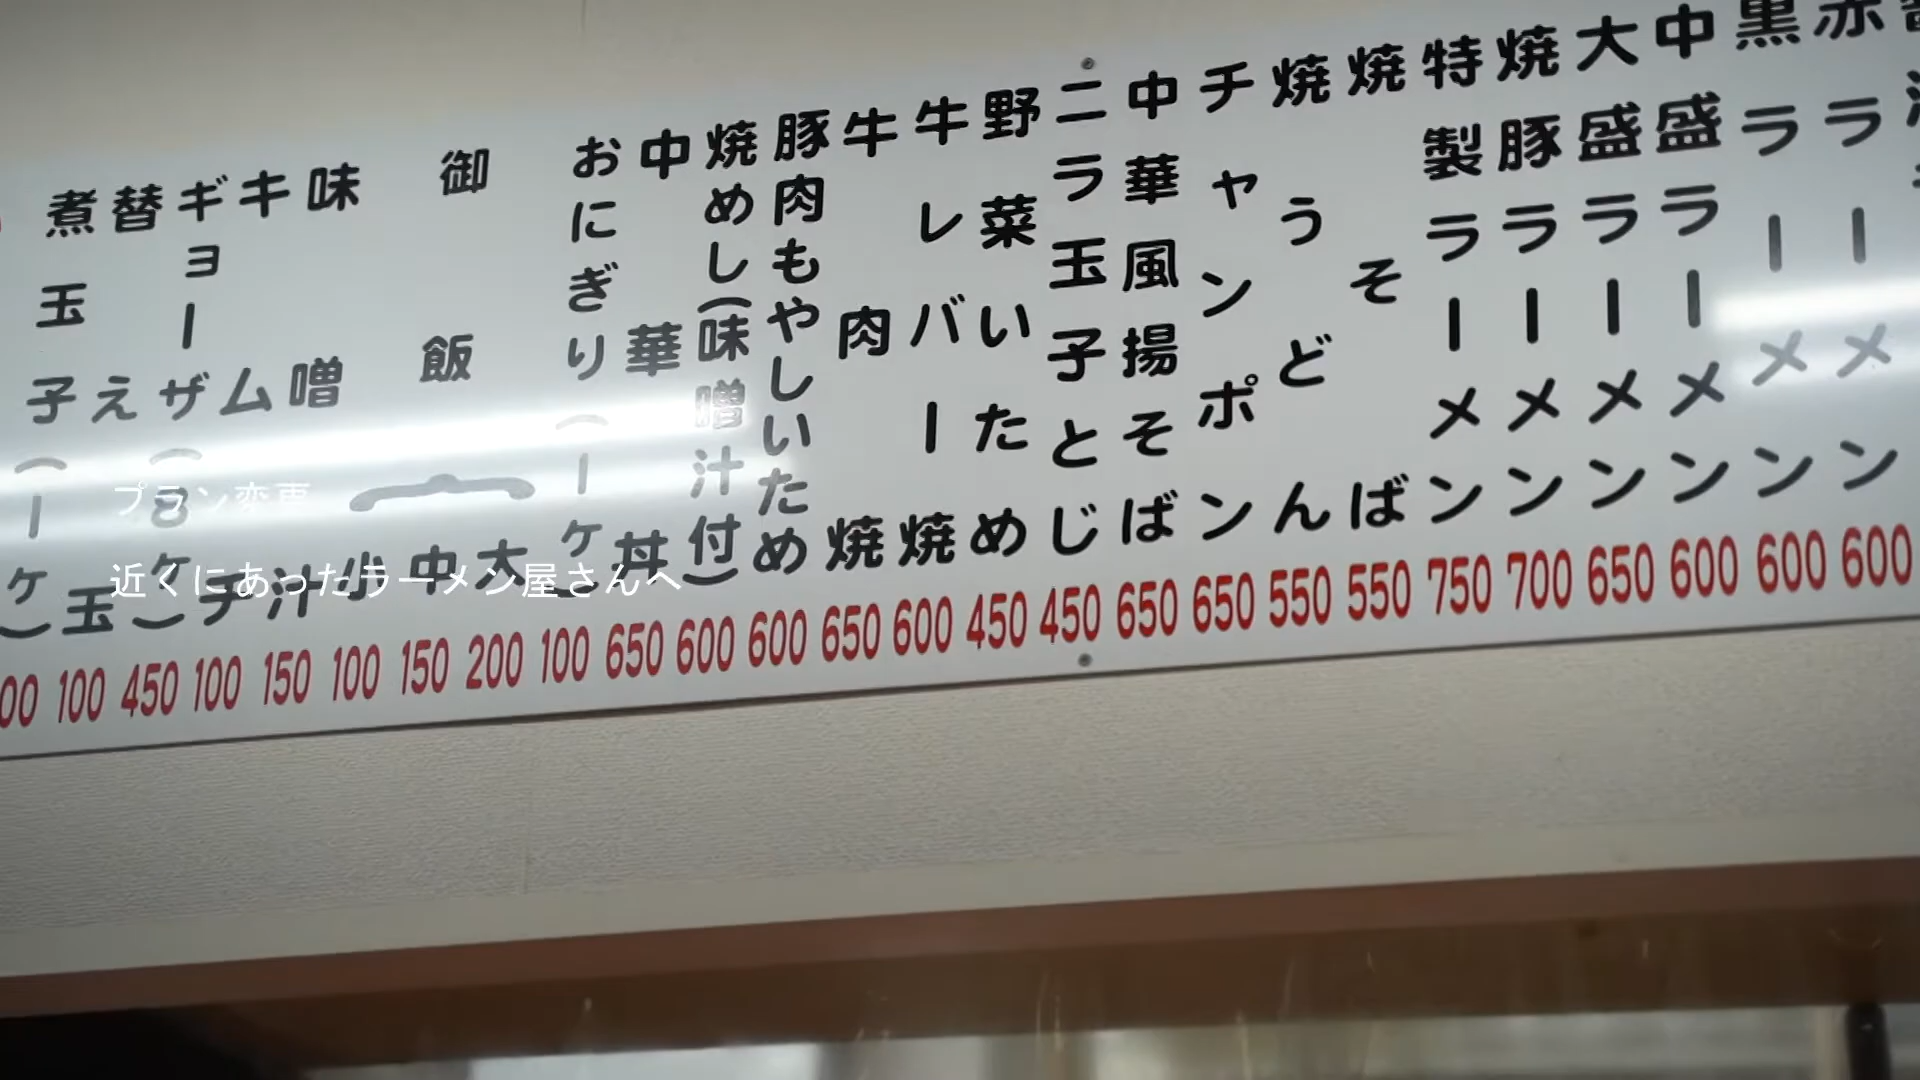 赤ラーメン 600
黒ラーメン 600
中盛ラーメン 600
大盛ラーメン 650
焼豚ラーメン 700
特製ラーメン 750
焼そば 550
焼うどん 550
チャンポン 650
中華風揚そば 650
ニラ玉子とじ 450
野菜いため 450
牛レバー焼 600
牛肉焼 650
豚肉もやしいため 600
焼めし(味噌汁付) 600
中華丼 650
おにぎり(1ケ) 100
御飯
大 200
中 150
小 100
味噌汁 150
キムチ 100
ギョーザ(8ケ) 450
替え玉 100
煮玉子(1ケ)
プラン変更
近くにあったラーメン屋さんへ